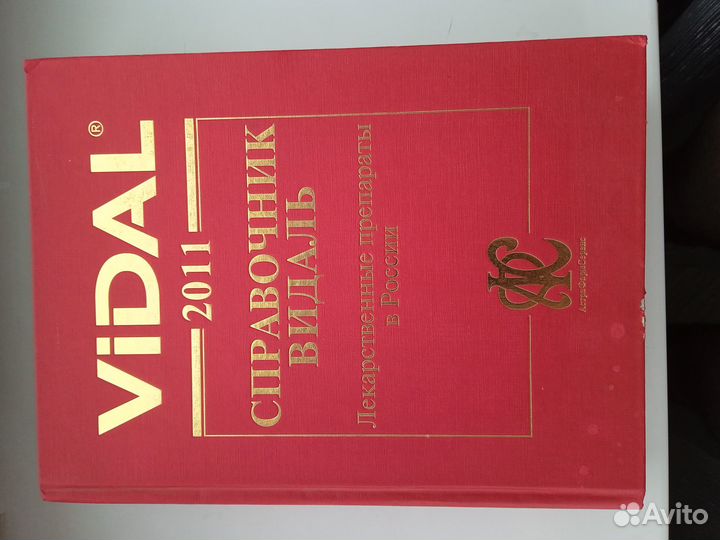 ViDAL®
2011
СПРАВОЧНИК
ВИДАЛЬ
Лекарственные препараты
в России
АстраФармСервис
Avito